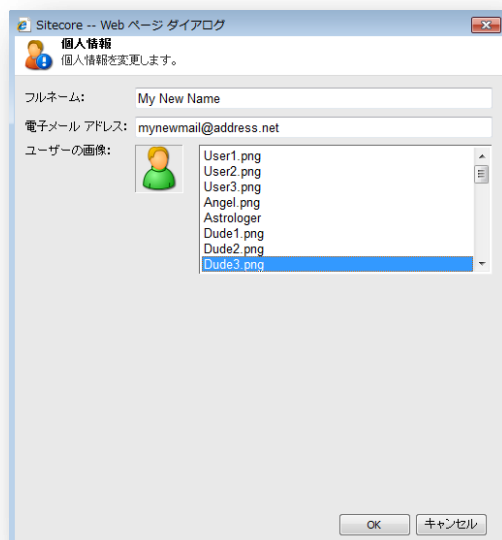 Sitecore -- Web ページ ダイアログ
個人情報
個人情報を変更します。
フルネーム: My New Name
電子メール アドレス: mynewmail@address.net
ユーザーの画像:
User1.png
User2.png
User3.png
Angel.png
Astrologer
Dude1.png
Dude2.png
Dude3.png
OK キャンセル